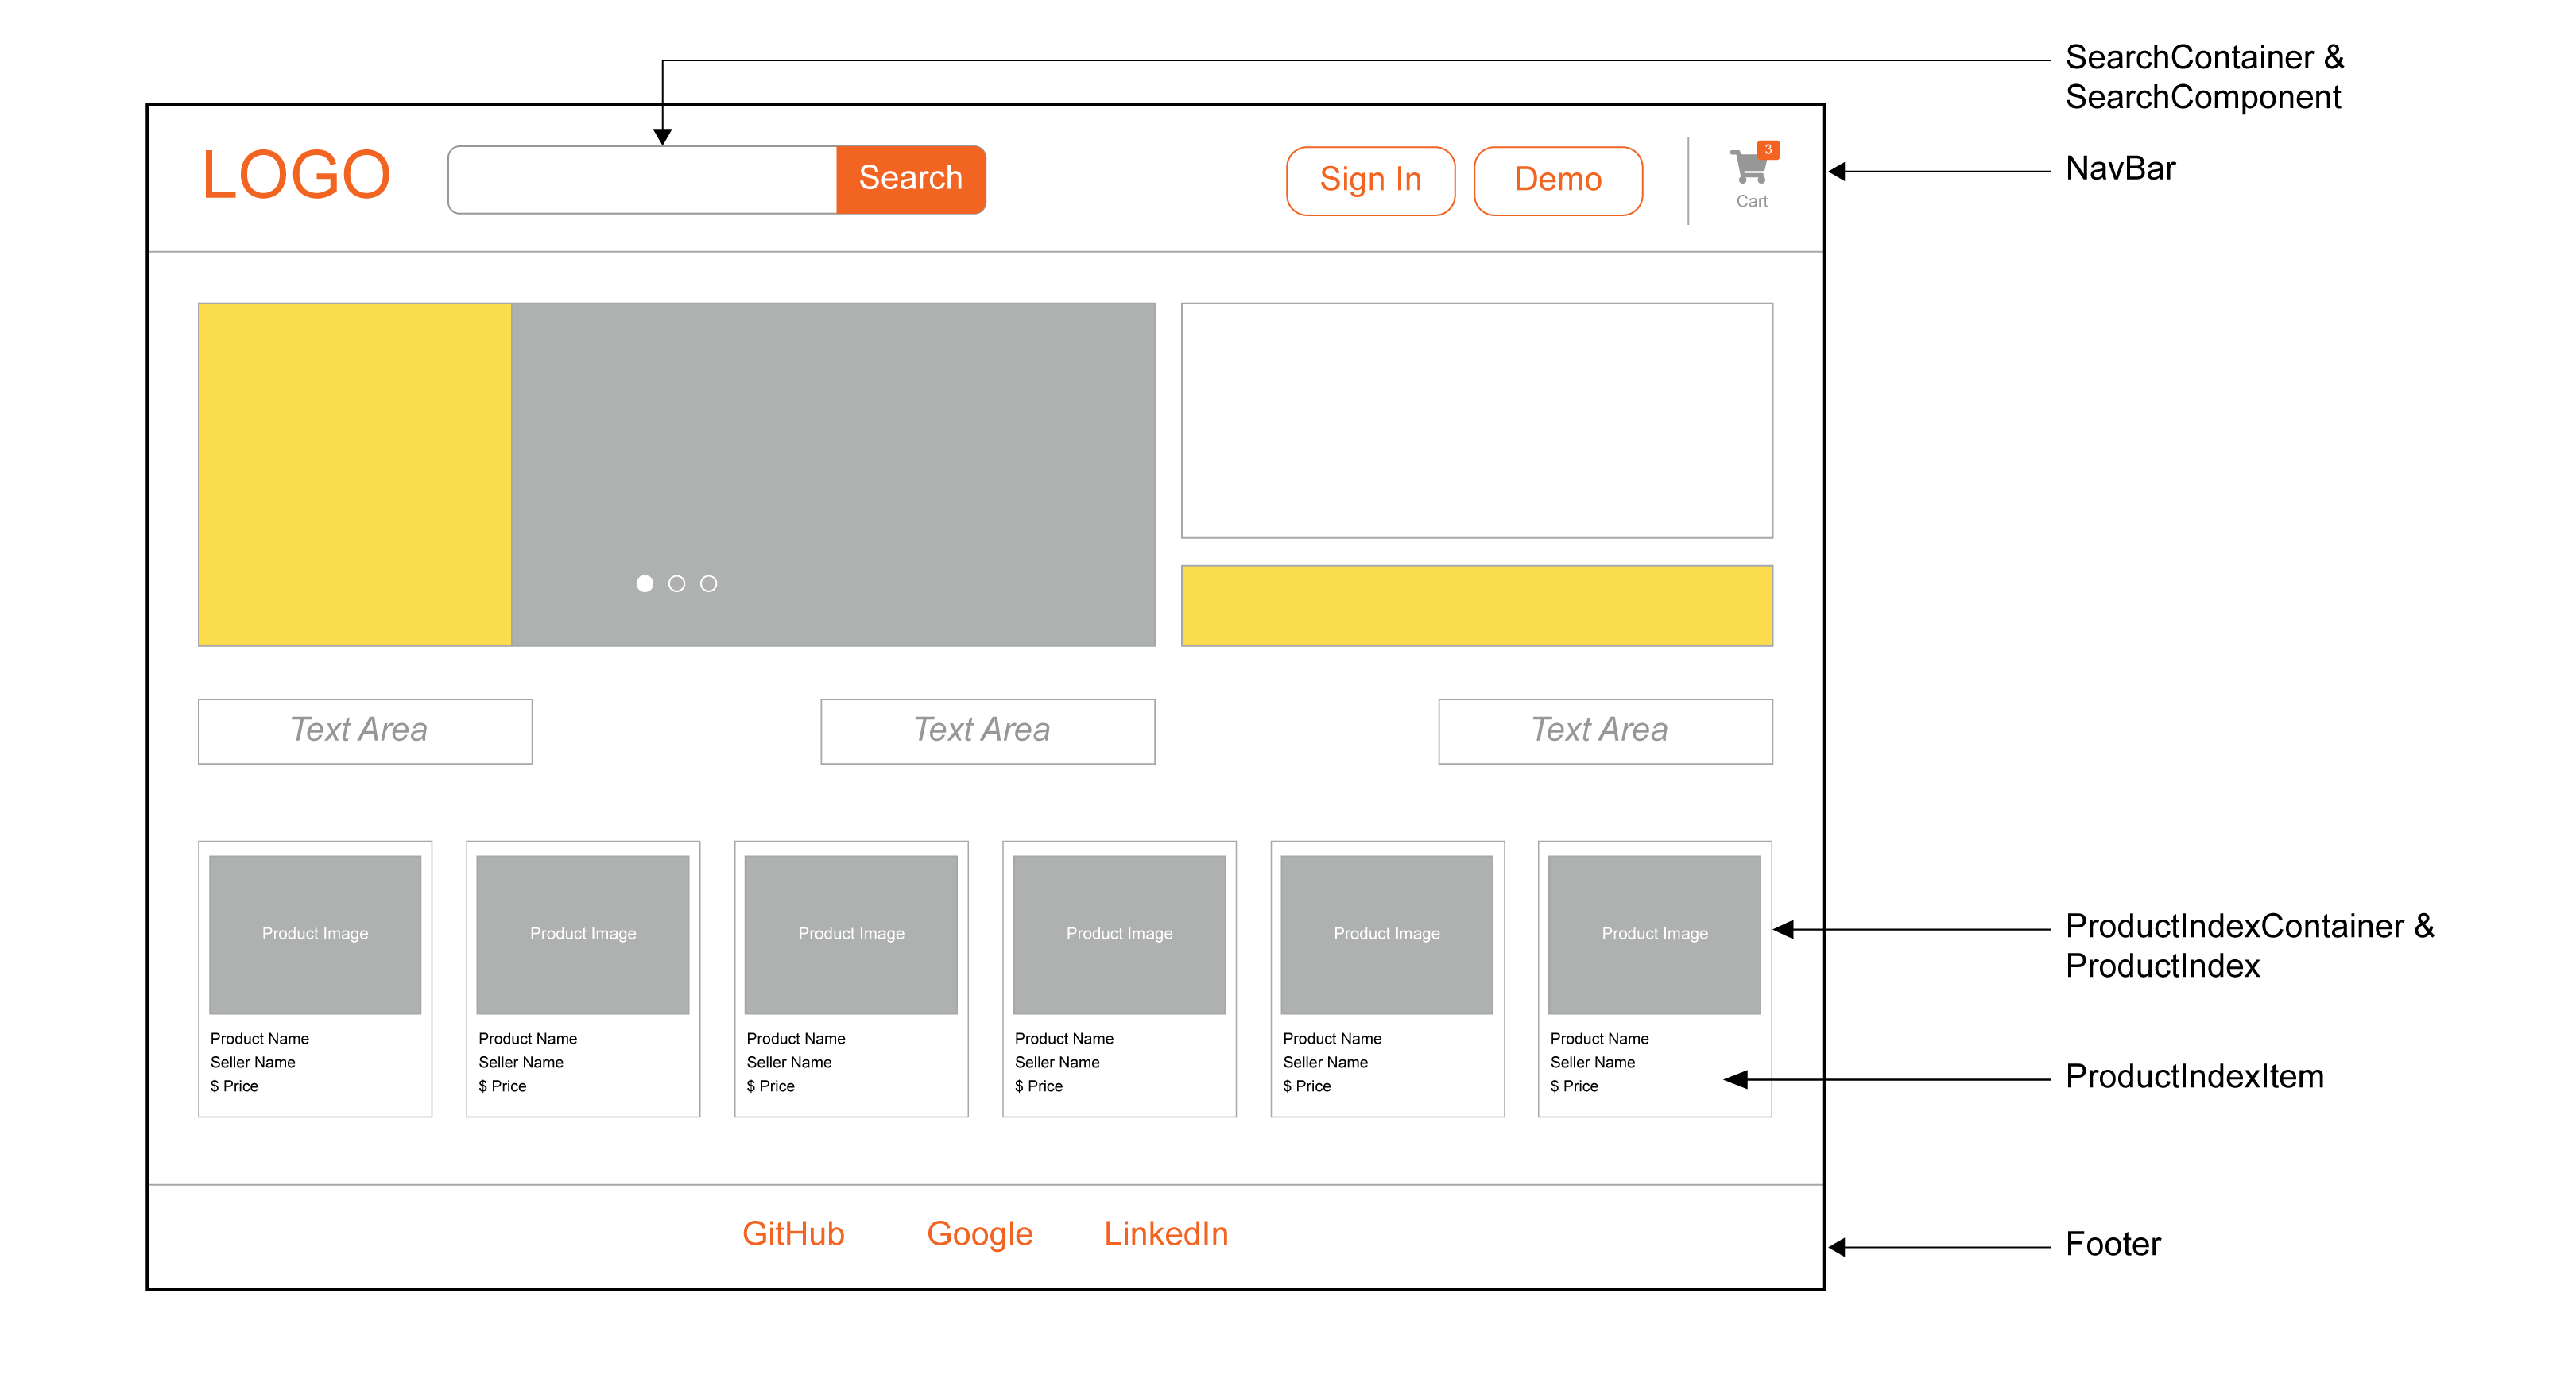 SearchContainer &
SearchComponent
LOGO
Search
Sign In
Demo
3
Cart
NavBar
Text Area
Text Area
Text Area
Product Image
Product Image
Product Image
Product Image
Product Image
Product Image
ProductIndexContainer &
ProductIndex
Product Name
Seller Name
$ Price
Product Name
Seller Name
$ Price
Product Name
Seller Name
$ Price
Product Name
Seller Name
$ Price
Product Name
Seller Name
$ Price
Product Name
Seller Name
$ Price
ProductIndexItem
GitHub
Google
LinkedIn
Footer